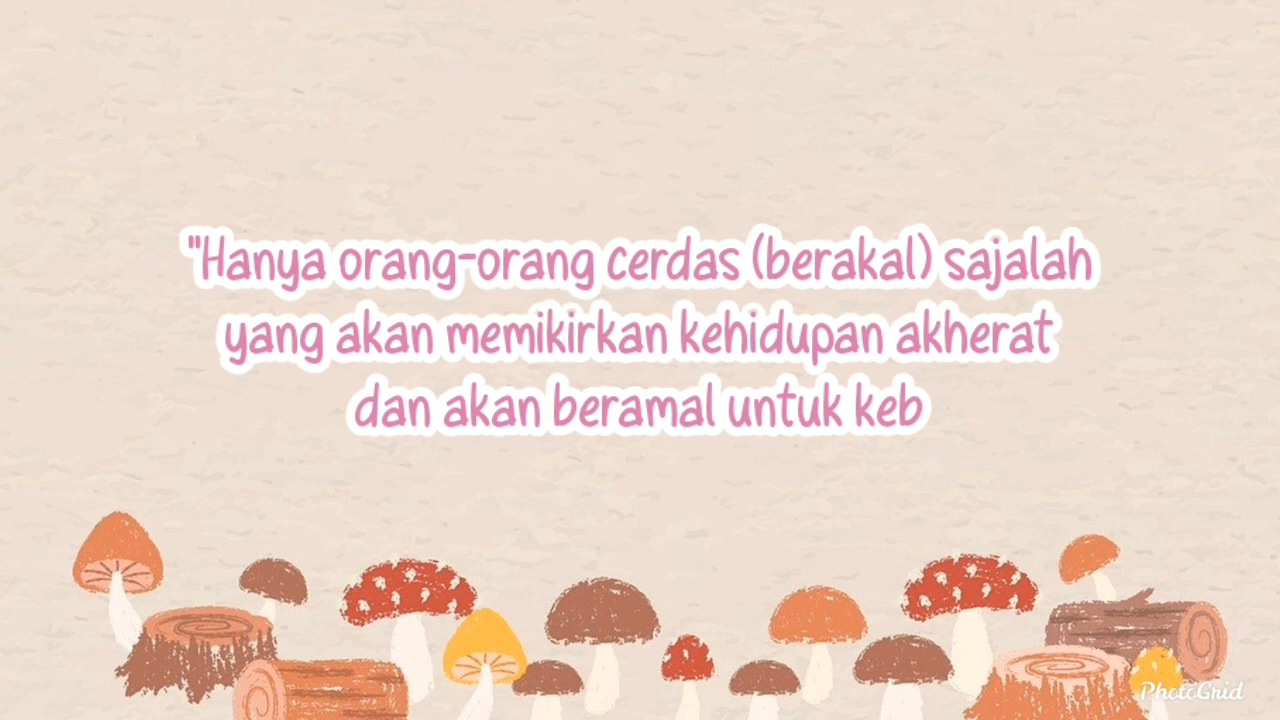 "Hanya orang-orang cerdas (berakal) sajalah
yang akan memikirkan kehidupan akherat
dan akan beramal untuk keb
PhotoGrid